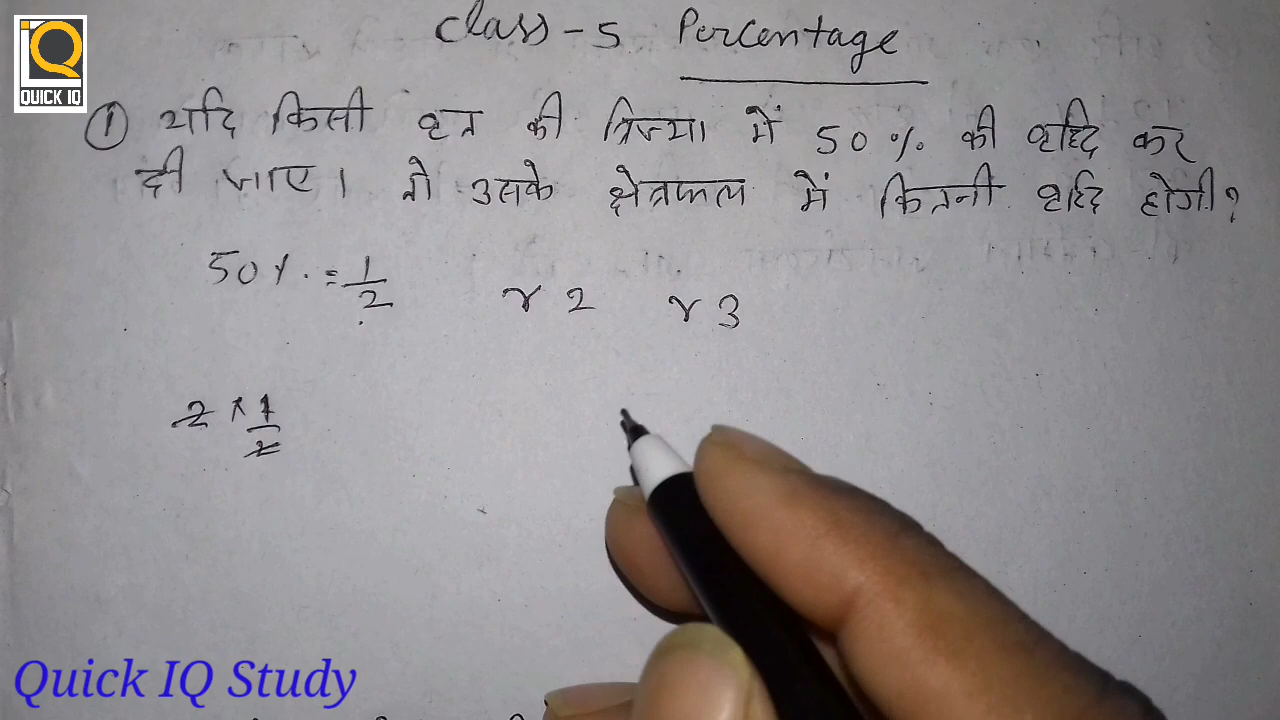 Class-5 Percentage
iQ
QUICK IQ
① यदि किसी वृत्त की त्रिज्या में 50% की वृद्धि कर
दी जाए। तो उसके क्षेत्रफल में कितनी वृद्धि होगी?
50% = 1/2 r 2 r 3
2 × 1/2
Quick IQ Study